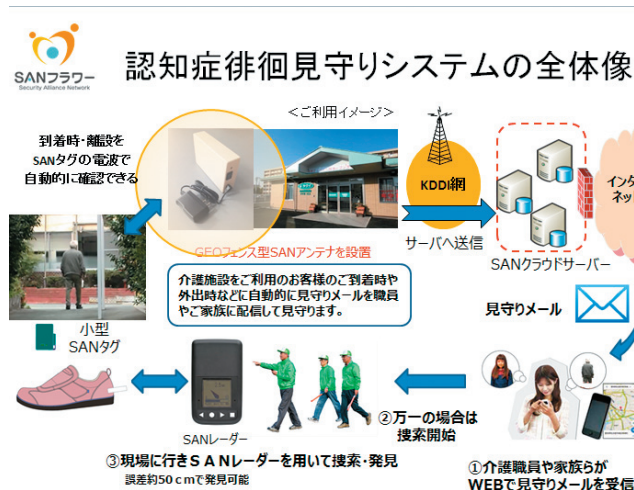 SANフラワー
Security Alliance Network
認知症徘徊見守りシステムの全体像
＜ご利用イメージ＞
到着時・離設を
SANタグの電波で
自動的に確認できる
KDDI網
GEOフェンス型SANアンテナを設置
サーバへ送信
SANクラウドサーバー
インタ
ネッ
介護施設をご利用のお客様のご到着時や
外出時などに自動的に見守りメールを職員
やご家族に配信して見守ります。
見守りメール
小型
SANタグ
SANレーダー
②万一の場合は
捜索開始
③現場に行きＳＡＮレーダーを用いて捜索・発見
誤差約50ｃｍで発見可能
①介護職員や家族らが
WEBで見守りメールを受信